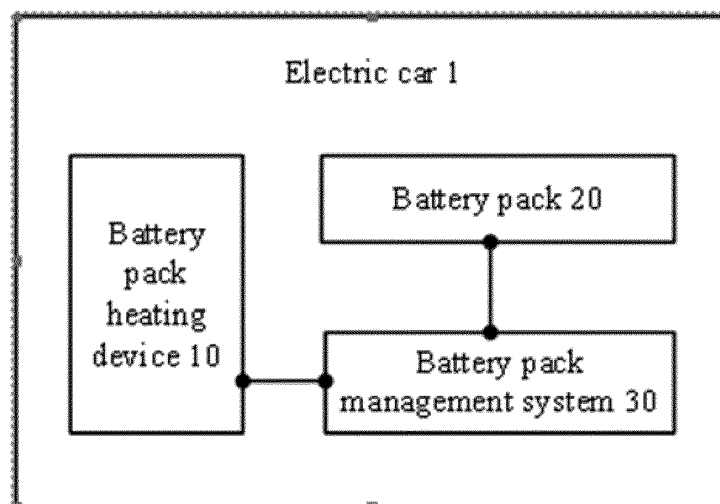 Electric car 1
Battery
pack
heating
device 10
Battery pack 20
Battery pack
management system 30